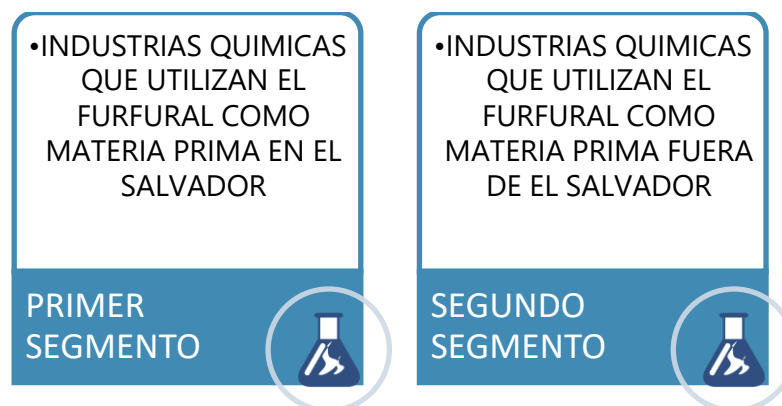 •INDUSTRIAS QUIMICAS
QUE UTILIZAN EL
FURFURAL COMO
MATERIA PRIMA EN EL
SALVADOR
PRIMER
SEGMENTO
•INDUSTRIAS QUIMICAS
QUE UTILIZAN EL
FURFURAL COMO
MATERIA PRIMA FUERA
DE EL SALVADOR
SEGUNDO
SEGMENTO